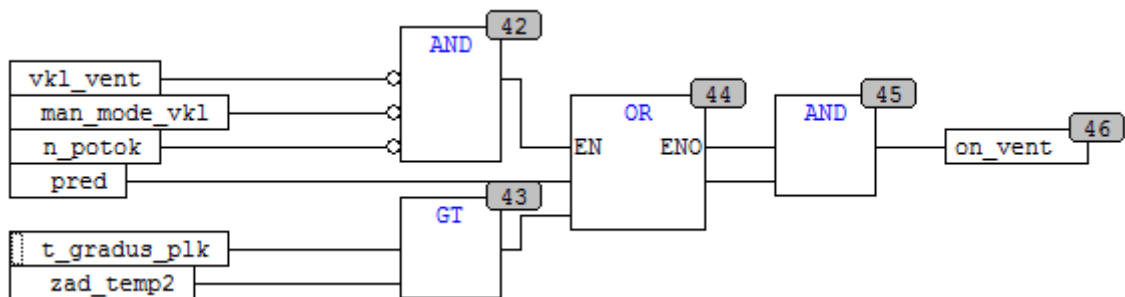 42
AND
vkl_vent
man_mode_vkl
n_potok
pred
44
OR
EN ENO
45
AND
46
on_vent
43
GT
t_gradus_plk
zad_temp2